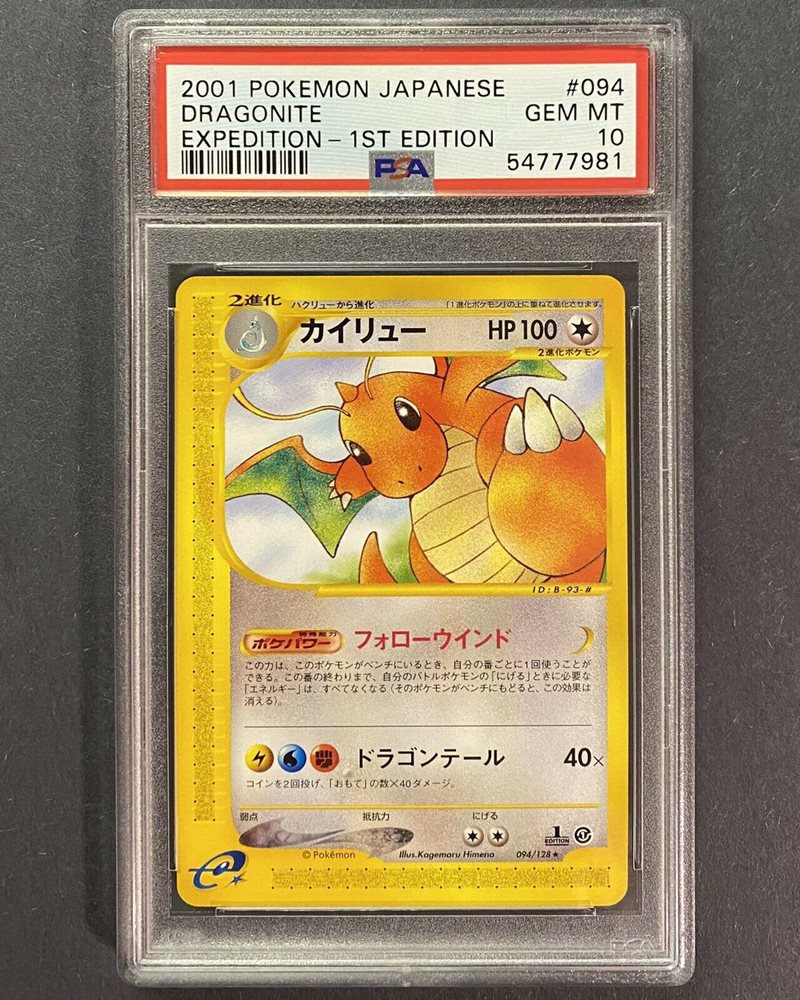 2001 POKEMON JAPANESE #094
DRAGONITE GEM MT
EXPEDITION - 1ST EDITION 10
PSA 54777981
2進化 ハクリューから進化 「1進化ポケモン」の上に重ねて進化させます。
カイリュー HP100
2進化ポケモン
ID:B-93-#
特殊能力
ポケパワー フォローウインド
この力は、このポケモンがベンチにいるとき、自分の番ごとに1回使うことが
できる。この番の終わりまで、自分のバトルポケモンの「にげる」ときに必要な
「エネルギー」は、すべてなくなる(そのポケモンがベンチにもどると、この効果は
消える)。
ドラゴンテール 40×
コインを2回投げ、「おもて」の数×40ダメージ。
弱点 抵抗力 にげる
1 EDITION
© Pokémon Illus.Kagemaru Himeno 094/128★
e